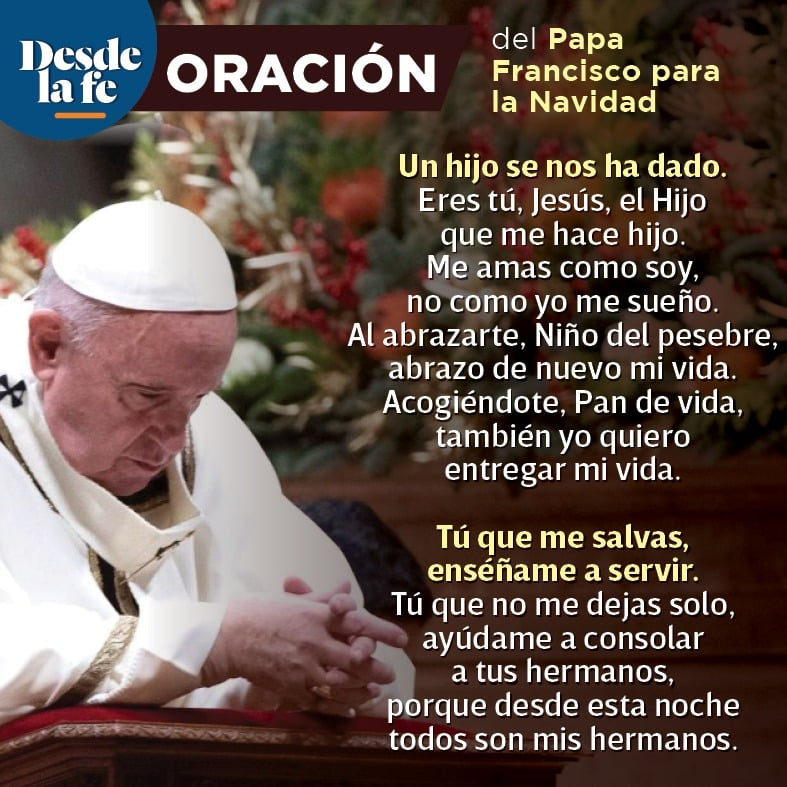 Desde
la fe
ORACIÓN
del Papa
Francisco para
la Navidad
Un hijo se nos ha dado.
Eres tú, Jesús, el Hijo
que me hace hijo.
Me amas como soy,
no como yo me sueño.
Al abrazarte, Niño del pesebre,
abrazo de nuevo mi vida.
Acogiéndote, Pan de vida,
también yo quiero
entregar mi vida.
Tú que me salvas,
enséñame a servir.
Tú que no me dejas solo,
ayúdame a consolar
a tus hermanos,
porque desde esta noche
todos son mis hermanos.